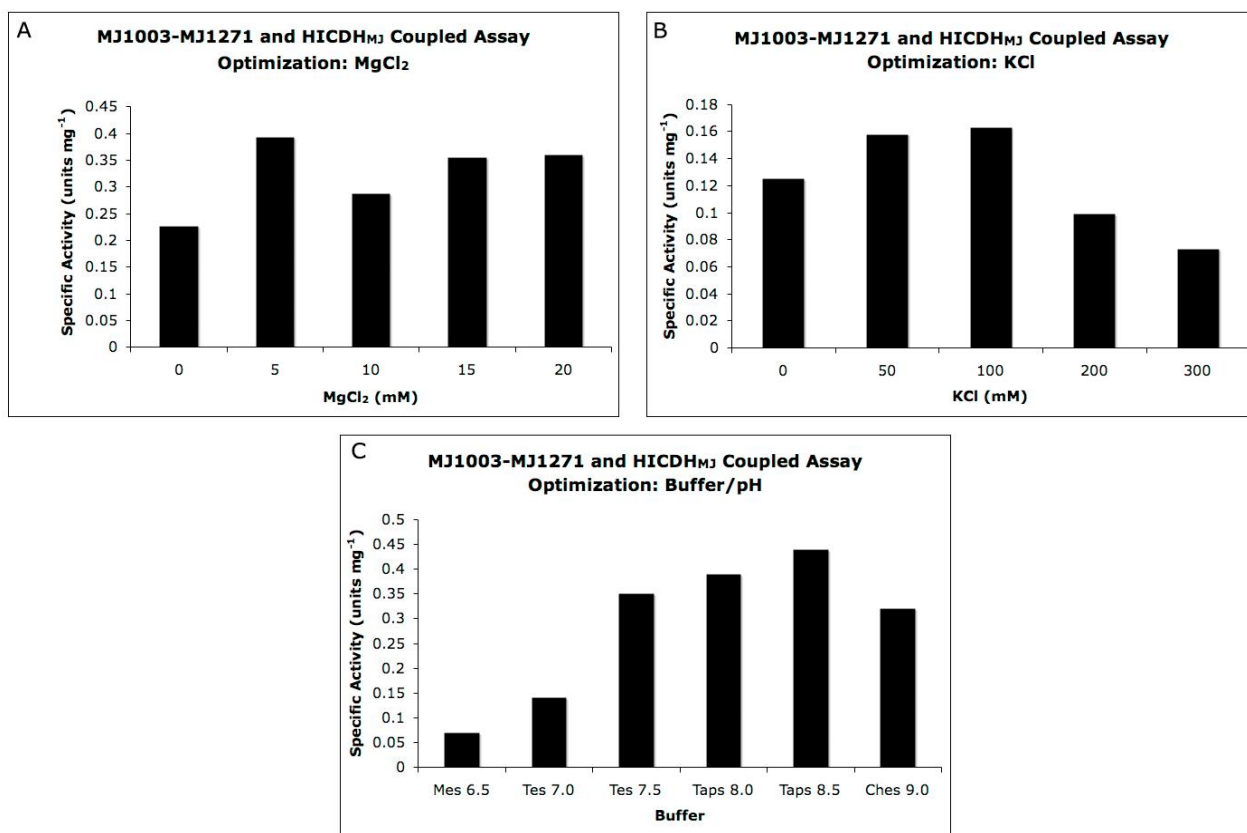 A
MJ1003-MJ1271 and HICDHMJ Coupled Assay
Optimization: MgCl2
Specific Activity (units mg-1)
0.45
0.4
0.35
0.3
0.25
0.2
0.15
0.1
0.05
0
0 5 10 15 20
MgCl2 (mM)
B
MJ1003-MJ1271 and HICDHMJ Coupled Assay
Optimization: KCl
Specific Activity (units mg-1)
0.18
0.16
0.14
0.12
0.1
0.08
0.06
0.04
0.02
0
0 50 100 200 300
KCl (mM)
C
MJ1003-MJ1271 and HICDHMJ Coupled Assay
Optimization: Buffer/pH
Specific Activity (units mg-1)
0.5
0.45
0.4
0.35
0.3
0.25
0.2
0.15
0.1
0.05
0
Mes 6.5 Tes 7.0 Tes 7.5 Taps 8.0 Taps 8.5 Ches 9.0
Buffer